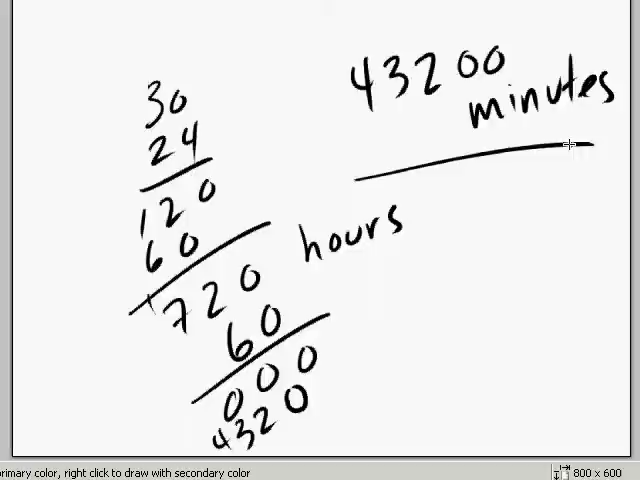 30
24
120
60
720 hours
60
000
4320
43200
minutes
primary color, right click to draw with secondary color
800 x 600